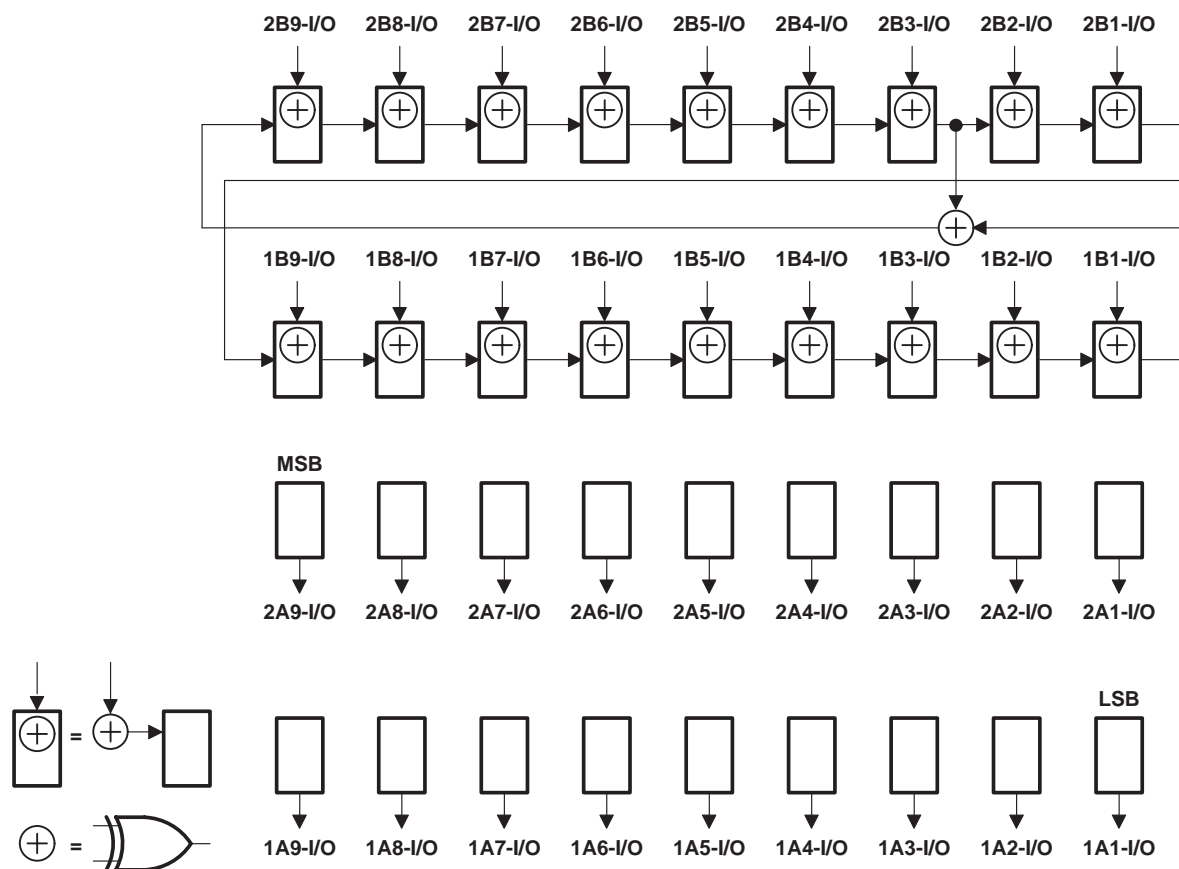 2B9-I/O 2B8-I/O 2B7-I/O 2B6-I/O 2B5-I/O 2B4-I/O 2B3-I/O 2B2-I/O 2B1-I/O
1B9-I/O 1B8-I/O 1B7-I/O 1B6-I/O 1B5-I/O 1B4-I/O 1B3-I/O 1B2-I/O 1B1-I/O
MSB
2A9-I/O 2A8-I/O 2A7-I/O 2A6-I/O 2A5-I/O 2A4-I/O 2A3-I/O 2A2-I/O 2A1-I/O
LSB
=
=
1A9-I/O 1A8-I/O 1A7-I/O 1A6-I/O 1A5-I/O 1A4-I/O 1A3-I/O 1A2-I/O 1A1-I/O